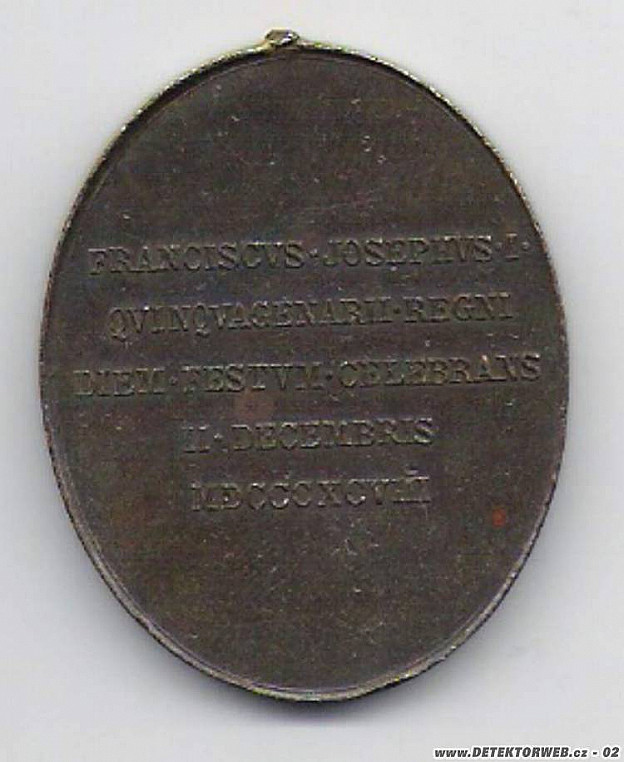 FRANCISCVS · JOSEPHVS · I ·
QVINQVAGENARII · REGNI
DIEM · FESTVM · CELEBRANS
II · DECEMBRIS
MDCCCXCVIII
www.DETEKTORWEB.cz - 02